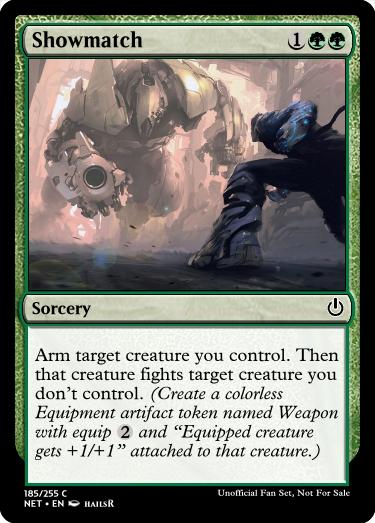 Showmatch 1
Sorcery
Arm target creature you control. Then
that creature fights target creature you
don't control. (Create a colorless
Equipment artifact token named Weapon
with equip 2 and “Equipped creature
gets +1/+1” attached to that creature.)
185/255 C
NET • EN HAILSR
Unofficial Fan Set, Not For Sale